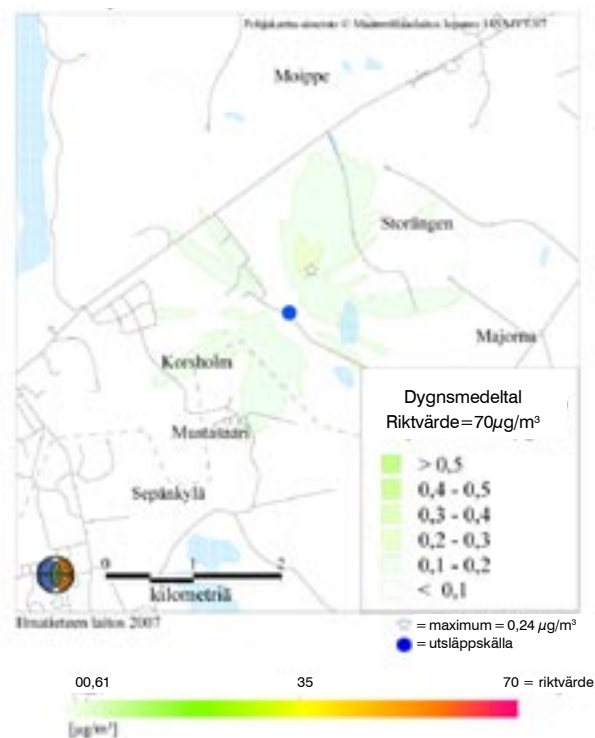 Moippe
Storängen
Majorna
Korsholm
Mustasaari
Sepänkylä
Dygnsmedeltal
Riktvärde=70µg/m³
> 0,5
0,4 - 0,5
0,3 - 0,4
0,2 - 0,3
0,1 - 0,2
< 0,1
0 1 2
kilometriä
Ilmatieteen laitos 2007
= maximum = 0,24 µg/m³
= utsläppskälla
00,61 35 70 = riktvärde
[µg/m³]